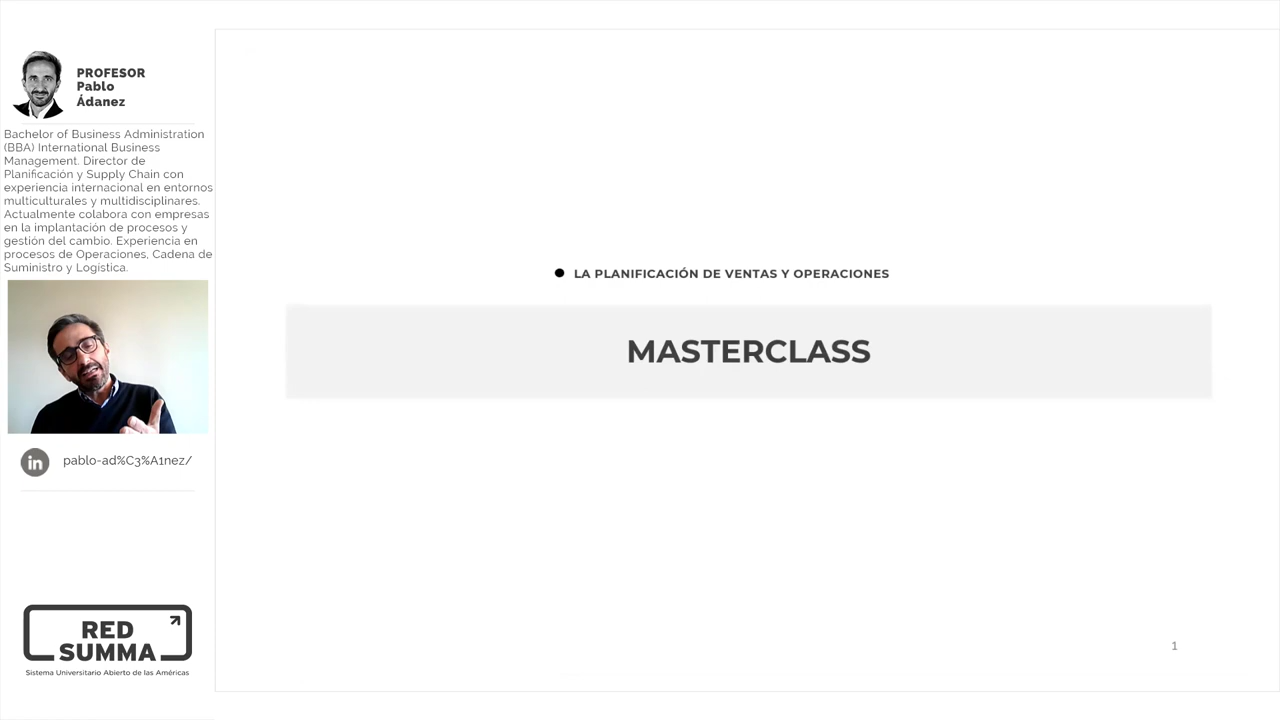 PROFESOR
Pablo
Ádanez
Bachelor of Business Administration
(BBA) International Business
Management. Director de
Planificación y Supply Chain con
experiencia internacional en entornos
multiculturales y multidisciplinares.
Actualmente colabora con empresas
en la implantación de procesos y
gestión del cambio. Experiencia en
procesos de Operaciones, Cadena de
Suministro y Logística.
in pablo-ad%C3%A1nez/
RED
SUMMA
Sistema Universitario Abierto de las Américas
LA PLANIFICACIÓN DE VENTAS Y OPERACIONES
MASTERCLASS
1